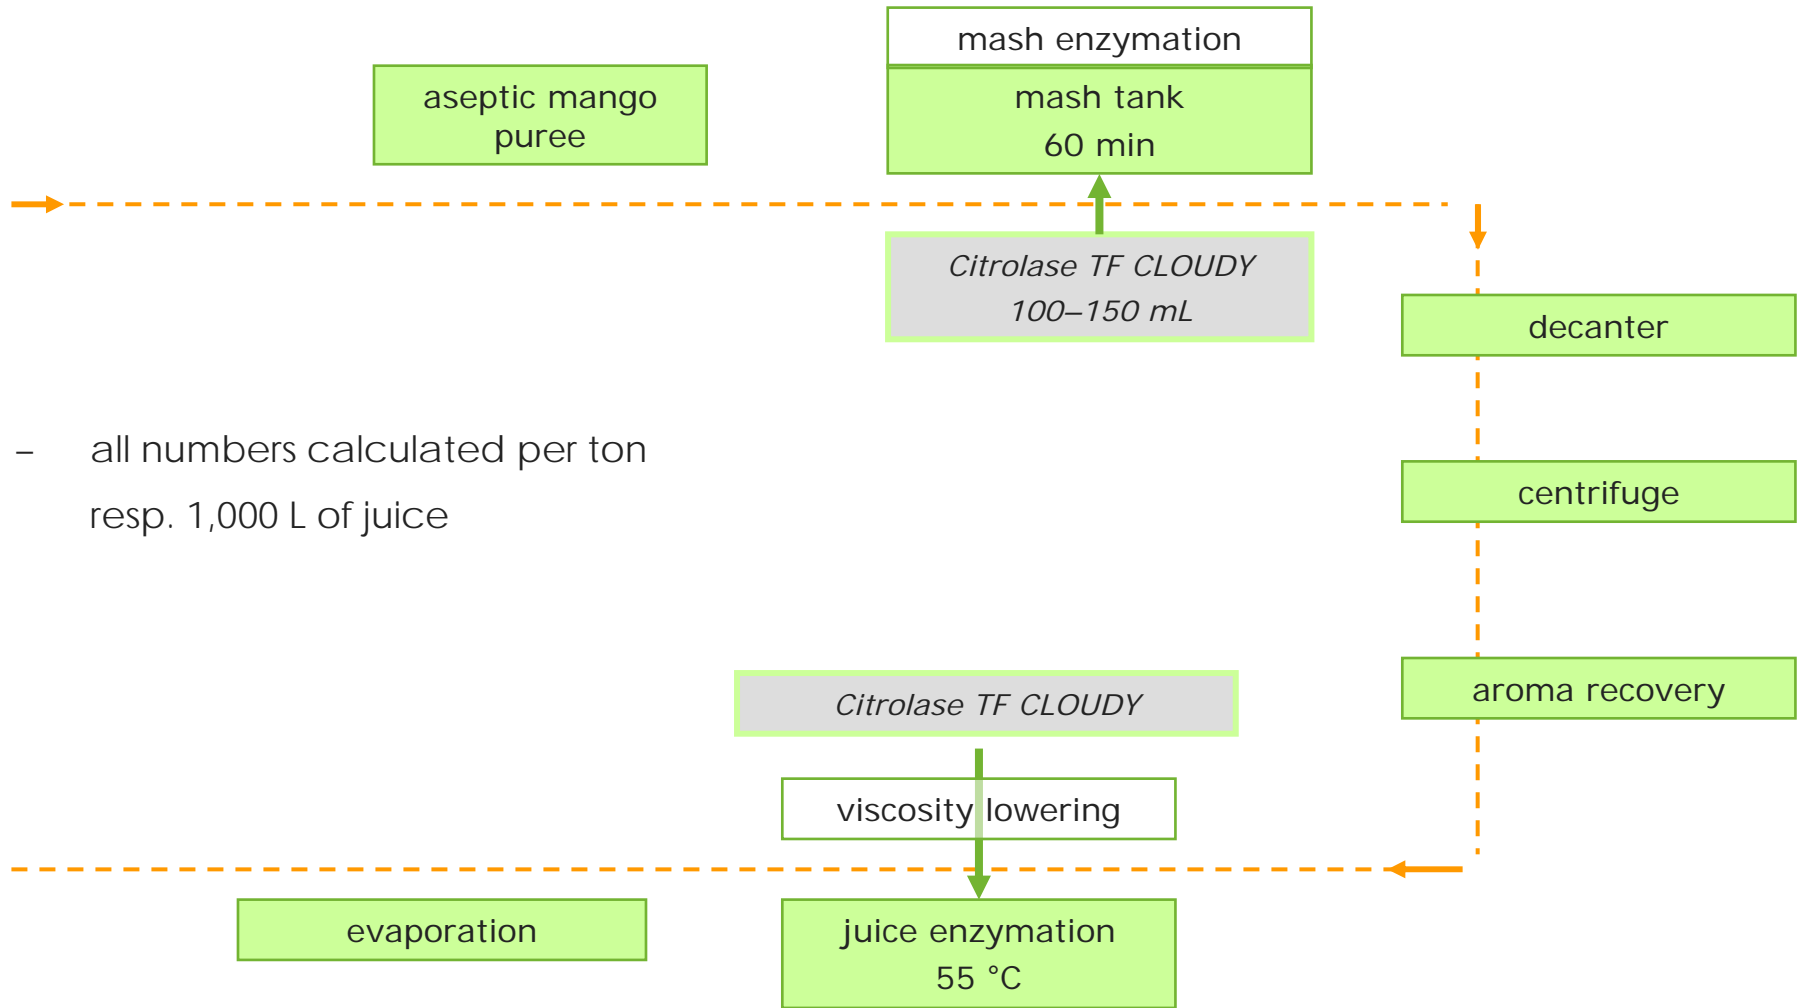 mash enzymation
aseptic mango
puree
mash tank
60 min
Citrolase TF CLOUDY
100–150 mL
decanter
– all numbers calculated per ton
resp. 1,000 L of juice
centrifuge
aroma recovery
Citrolase TF CLOUDY
viscosity lowering
evaporation
juice enzymation
55 °C